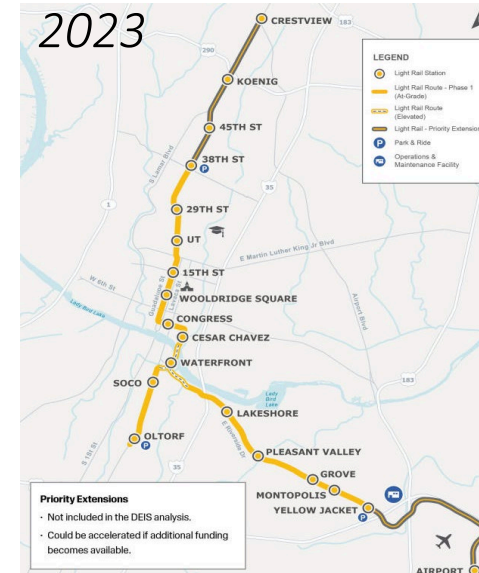 2023
CRESTVIEW
183
290
LEGEND
Light Rail Station
Light Rail Route - Phase 1
(At-Grade)
Light Rail Route
(Elevated)
Light Rail - Priority Extension
P Park & Ride
Operations &
Maintenance Facility
KOENIG
45TH ST
38TH ST
P
S Lamar Blvd
35
1
29TH ST
UT
E Martin Luther King Jr Blvd
15TH ST
W 6th St
Guadalupe St
Lavaca St
WOOLDRIDGE SQUARE
Airport Blvd
CONGRESS
Lady Bird Lake
CESAR CHAVEZ
WATERFRONT
183
SOCO
Lady
Bird
Lake
LAKESHORE
E Riverside Dr
OLTORF
P
S 1st St
35
PLEASANT VALLEY
GROVE
MONTOPOLIS
YELLOW JACKET
P
AIRPORT
Priority Extensions
· Not included in the DEIS analysis.
· Could be accelerated if additional funding
becomes available.